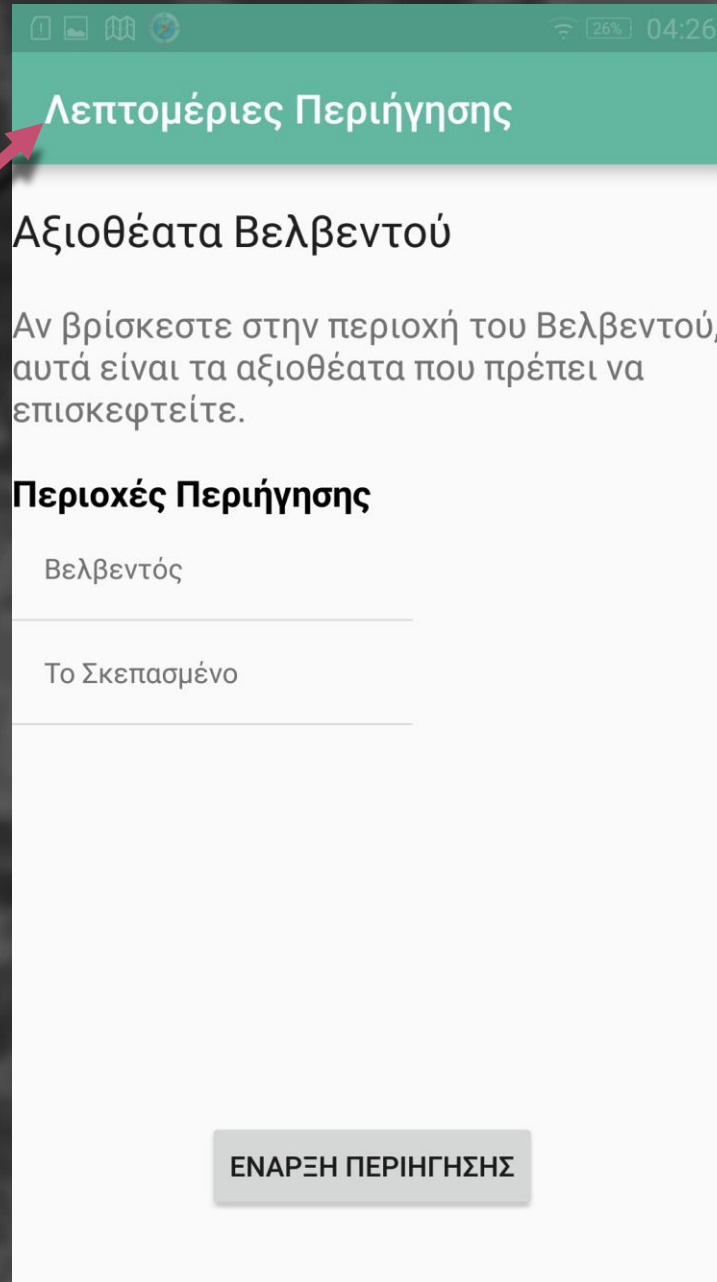 26% 04:26
Λεπτομέριες Περιήγησης
Αξιοθέατα Βελβεντού
Αν βρίσκεστε στην περιοχή του Βελβεντού,
αυτά είναι τα αξιοθέατα που πρέπει να
επισκεφτείτε.
Περιοχές Περιήγησης
Βελβεντός
Το Σκεπασμένο
ΕΝΑΡΞΗ ΠΕΡΙΗΓΗΣΗΣ